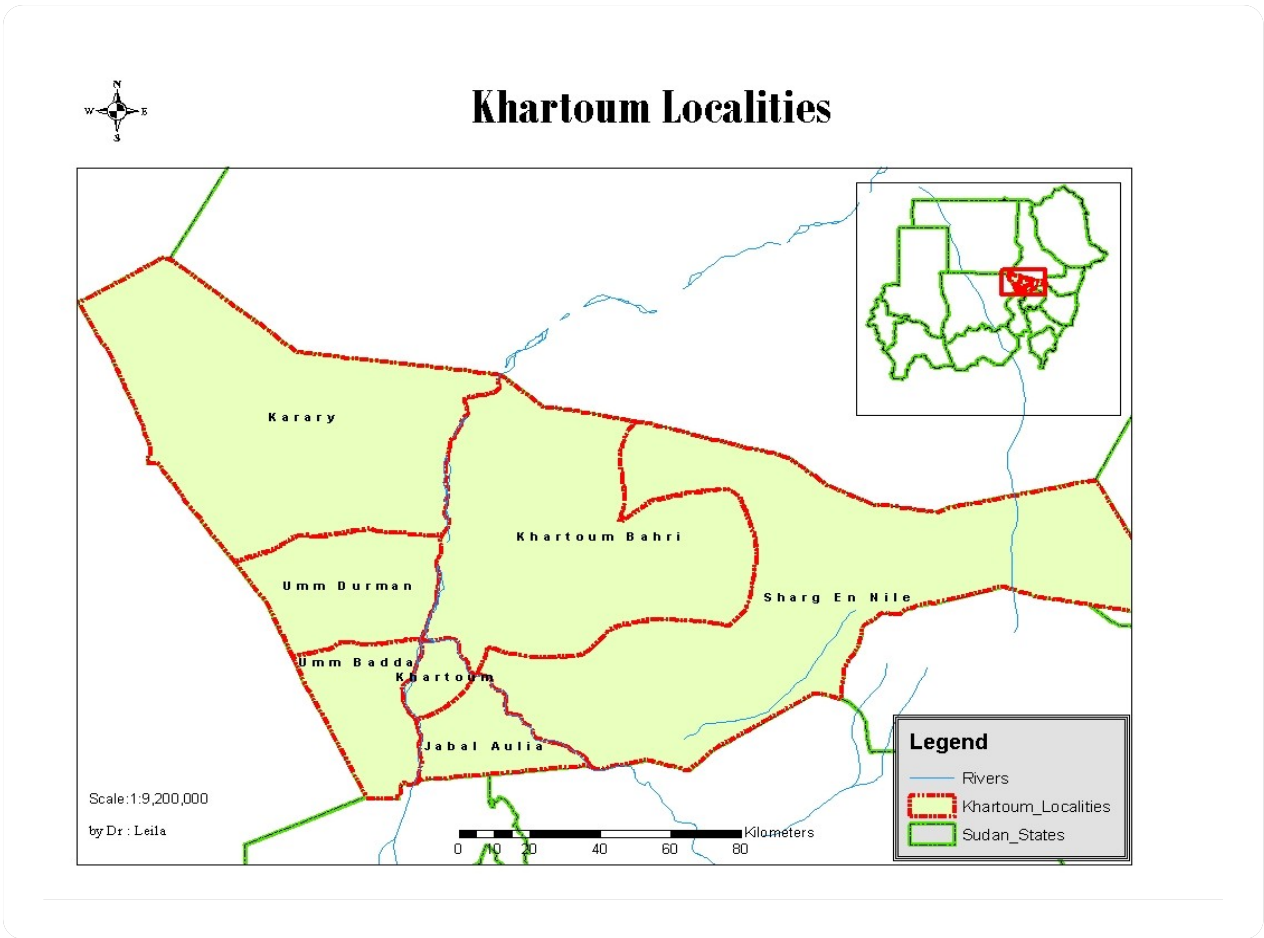 N
W E
S
Khartoum Localities
Karary
Khartoum Bahri
Umm Durman
Sharg En Nile
Umm Badda
Khartoum
Jabal Aulia
Legend
Rivers
Khartoum_Localities
Sudan_States
Scale:1:9,200,000
by Dr : Leila
Kilometers
0 10 20 40 60 80